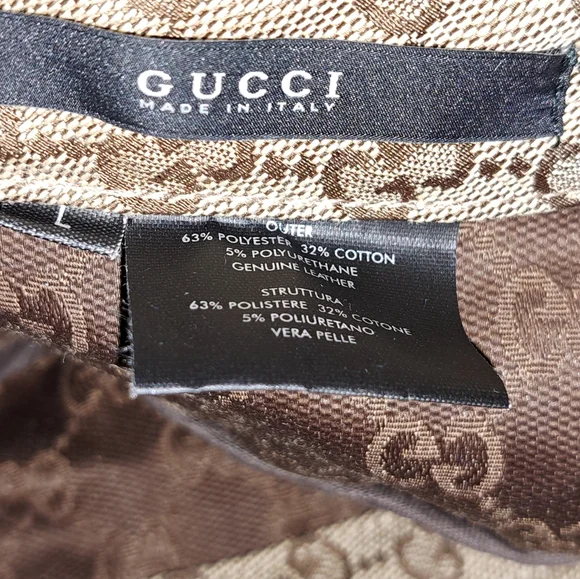 GUCCI
MADE IN ITALY
L
OUTER
63% POLYESTER 32% COTTON
5% POLYURETHANE
GENUINE LEATHER
STRUTTURA
63% POLISTERE 32% COTONE
5% POLIURETANO
VERA PELLE